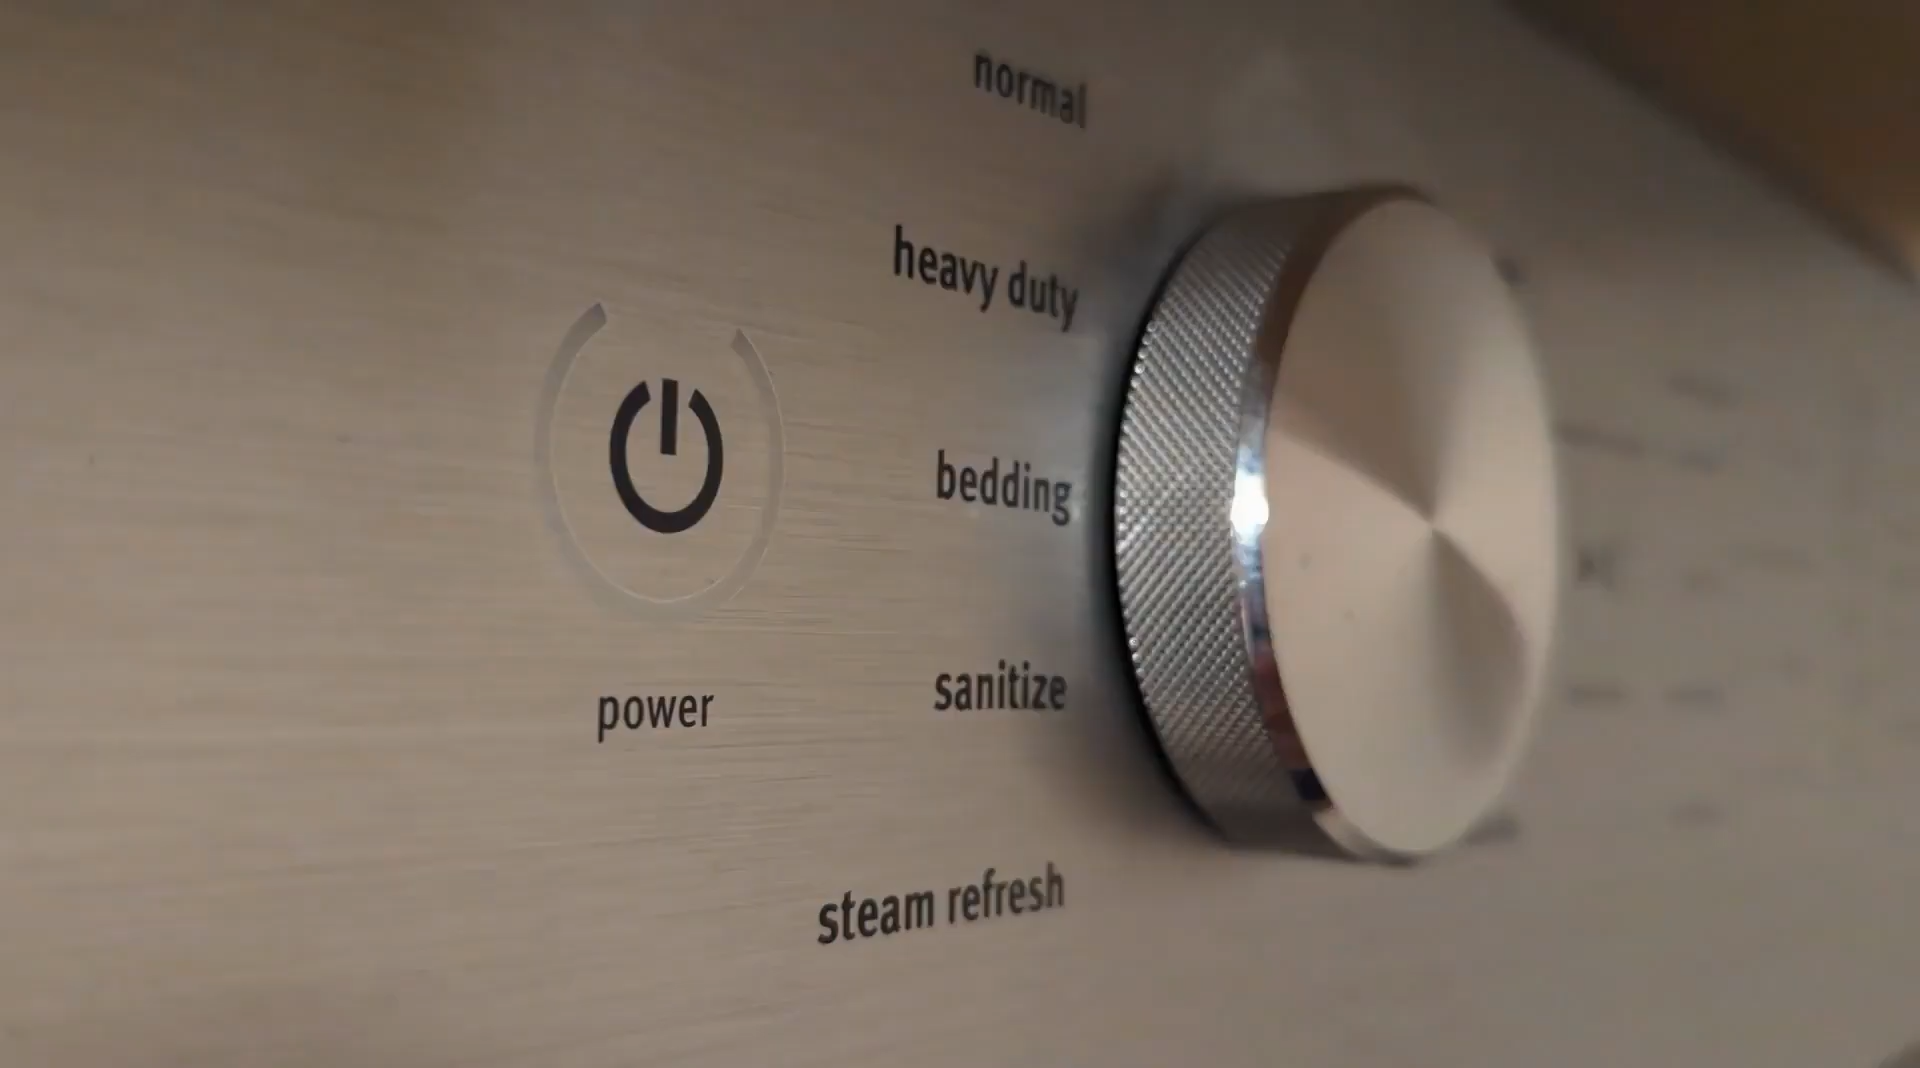 normal
heavy duty
bedding
sanitize
power
steam refresh